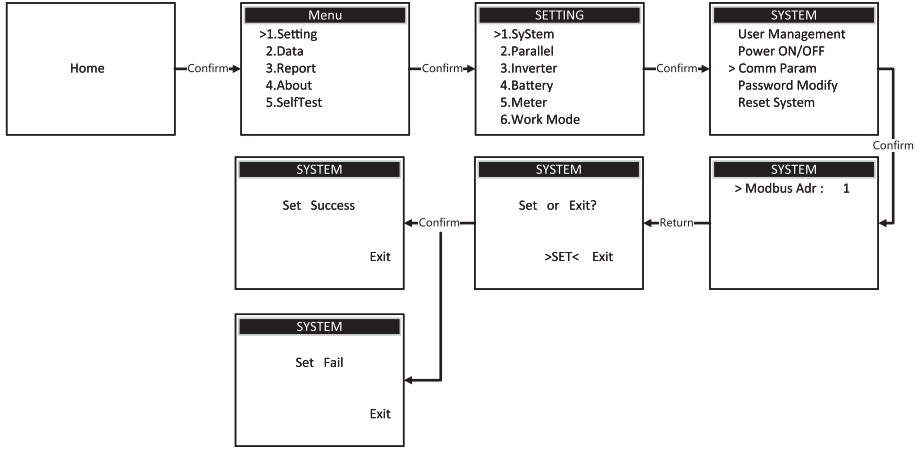 Home
Confirm
Menu
>1.Setting
2.Data
3.Report
4.About
5.SelfTest
Confirm
SETTING
>1.SyStem
2.Parallel
3.Inverter
4.Battery
5.Meter
6.Work Mode
Confirm
SYSTEM
User Management
Power ON/OFF
> Comm Param
Password Modify
Reset System
Confirm
SYSTEM
> Modbus Adr : 1
Return
SYSTEM
Set or Exit?
>SET< Exit
Confirm
SYSTEM
Set Success
Exit
SYSTEM
Set Fail
Exit